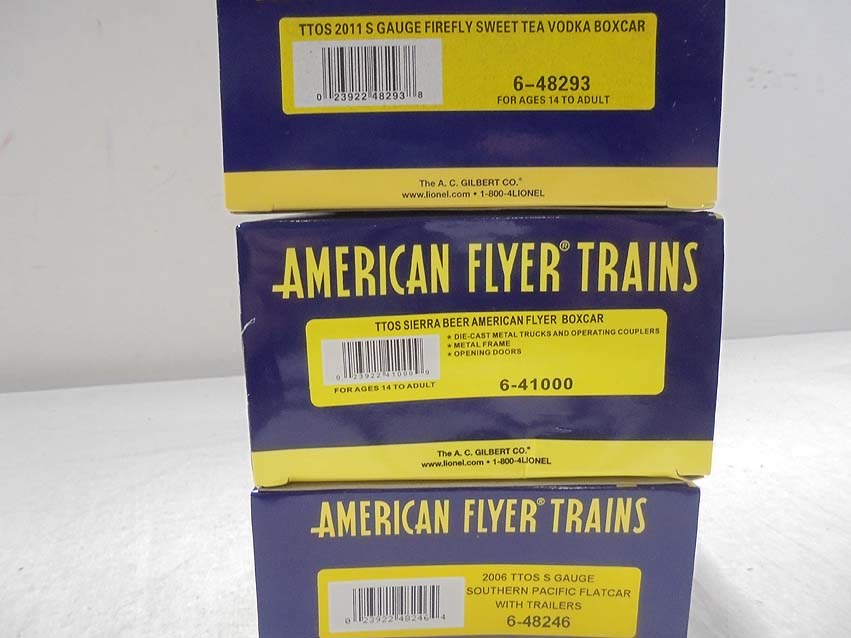 TTOS 2011 S GAUGE FIREFLY SWEET TEA VODKA BOXCAR
0 23922 48293 8
6-48293
FOR AGES 14 TO ADULT
The A. C. GILBERT CO.®
www.lionel.com • 1-800-4LIONEL
AMERICAN FLYER® TRAINS
TTOS SIERRA BEER AMERICAN FLYER BOXCAR
★ DIE-CAST METAL TRUCKS AND OPERATING COUPLERS
★ METAL FRAME
★ OPENING DOORS
0 23922 41000 9
FOR AGES 14 TO ADULT
6-41000
The A. C. GILBERT CO.®
www.lionel.com • 1-800-4LIONEL
AMERICAN FLYER® TRAINS
2006 TTOS S GAUGE
SOUTHERN PACIFIC FLATCAR
WITH TRAILERS
0 23922 48246 4
6-48246